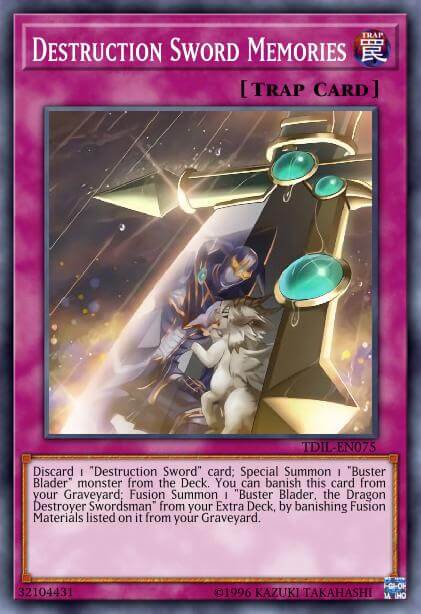 DESTRUCTION SWORD MEMORIES
TRAP
罠
[TRAP CARD]
TDIL-EN075
Discard 1 "Destruction Sword" card; Special Summon 1 "Buster
Blader" monster from the Deck. You can banish this card from
your Graveyard; Fusion Summon 1 "Buster Blader, the Dragon
Destroyer Swordsman" from your Extra Deck, by banishing Fusion
Materials listed on it from your Graveyard.
32104431
©1996 KAZUKI TAKAHASHI